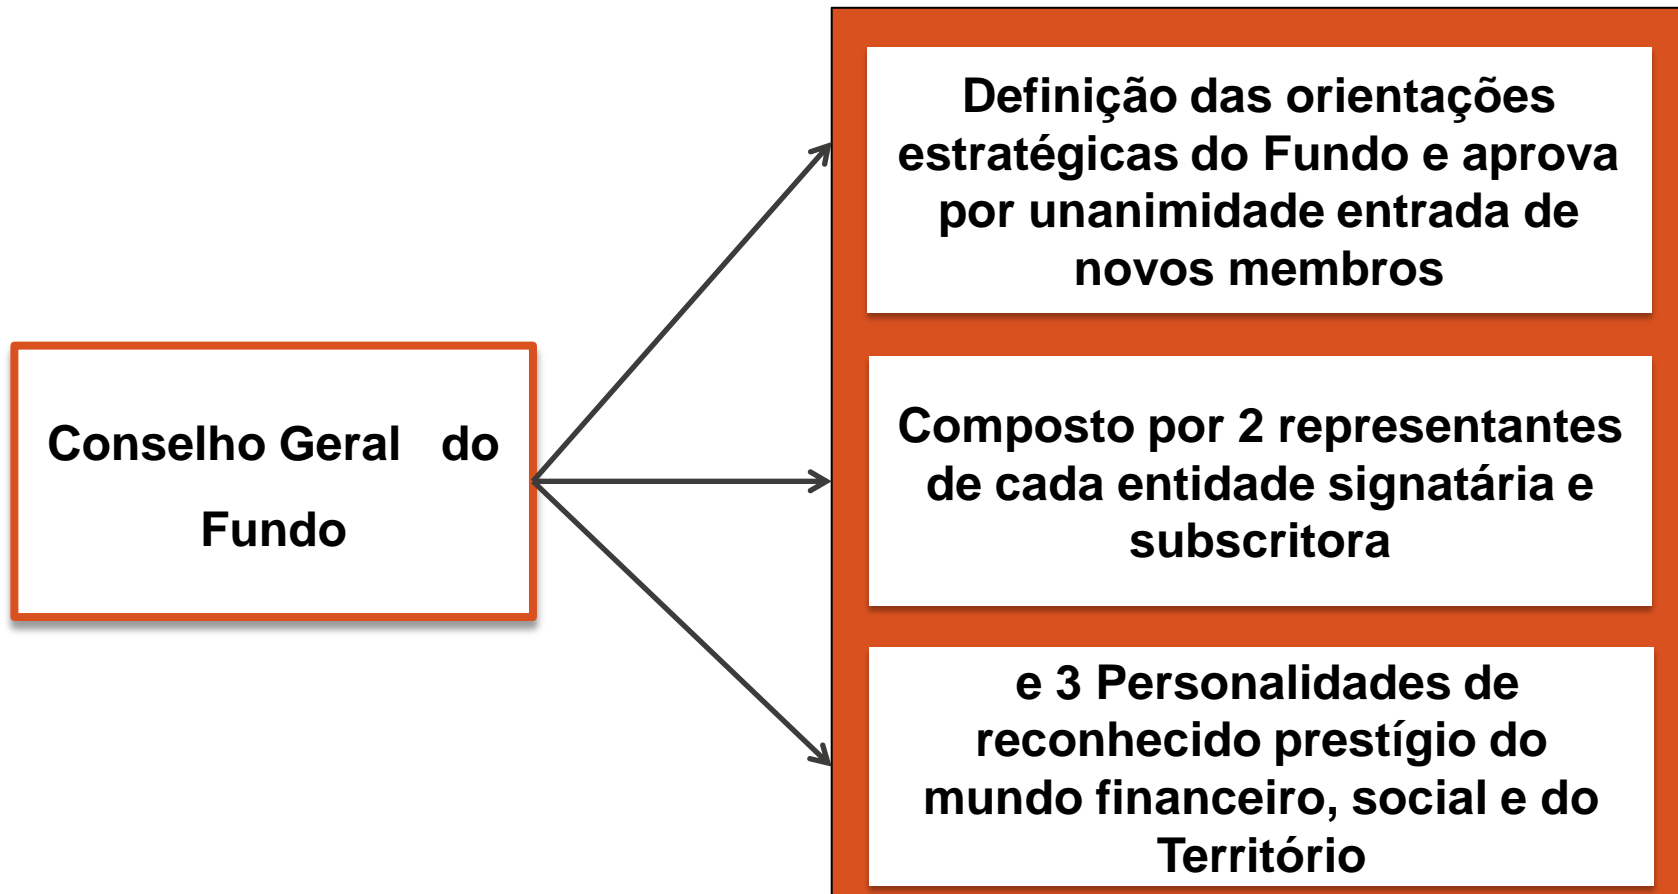 Conselho Geral do
Fundo
Definição das orientações
estratégicas do Fundo e aprova
por unanimidade entrada de
novos membros
Composto por 2 representantes
de cada entidade signatária e
subscritora
e 3 Personalidades de
reconhecido prestígio do
mundo financeiro, social e do
Território